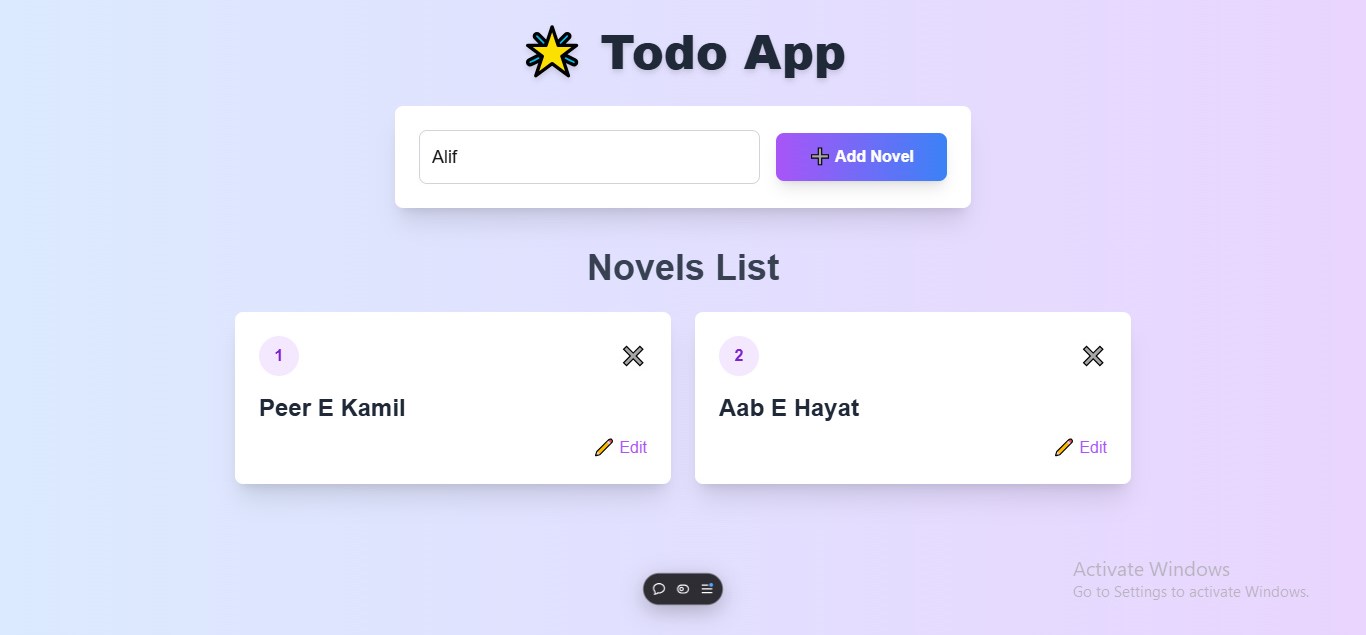 Todo App
Alif
Add Novel
Novels List
1
Peer E Kamil
Edit
2
Aab E Hayat
Edit
Activate Windows
Go to Settings to activate Windows.